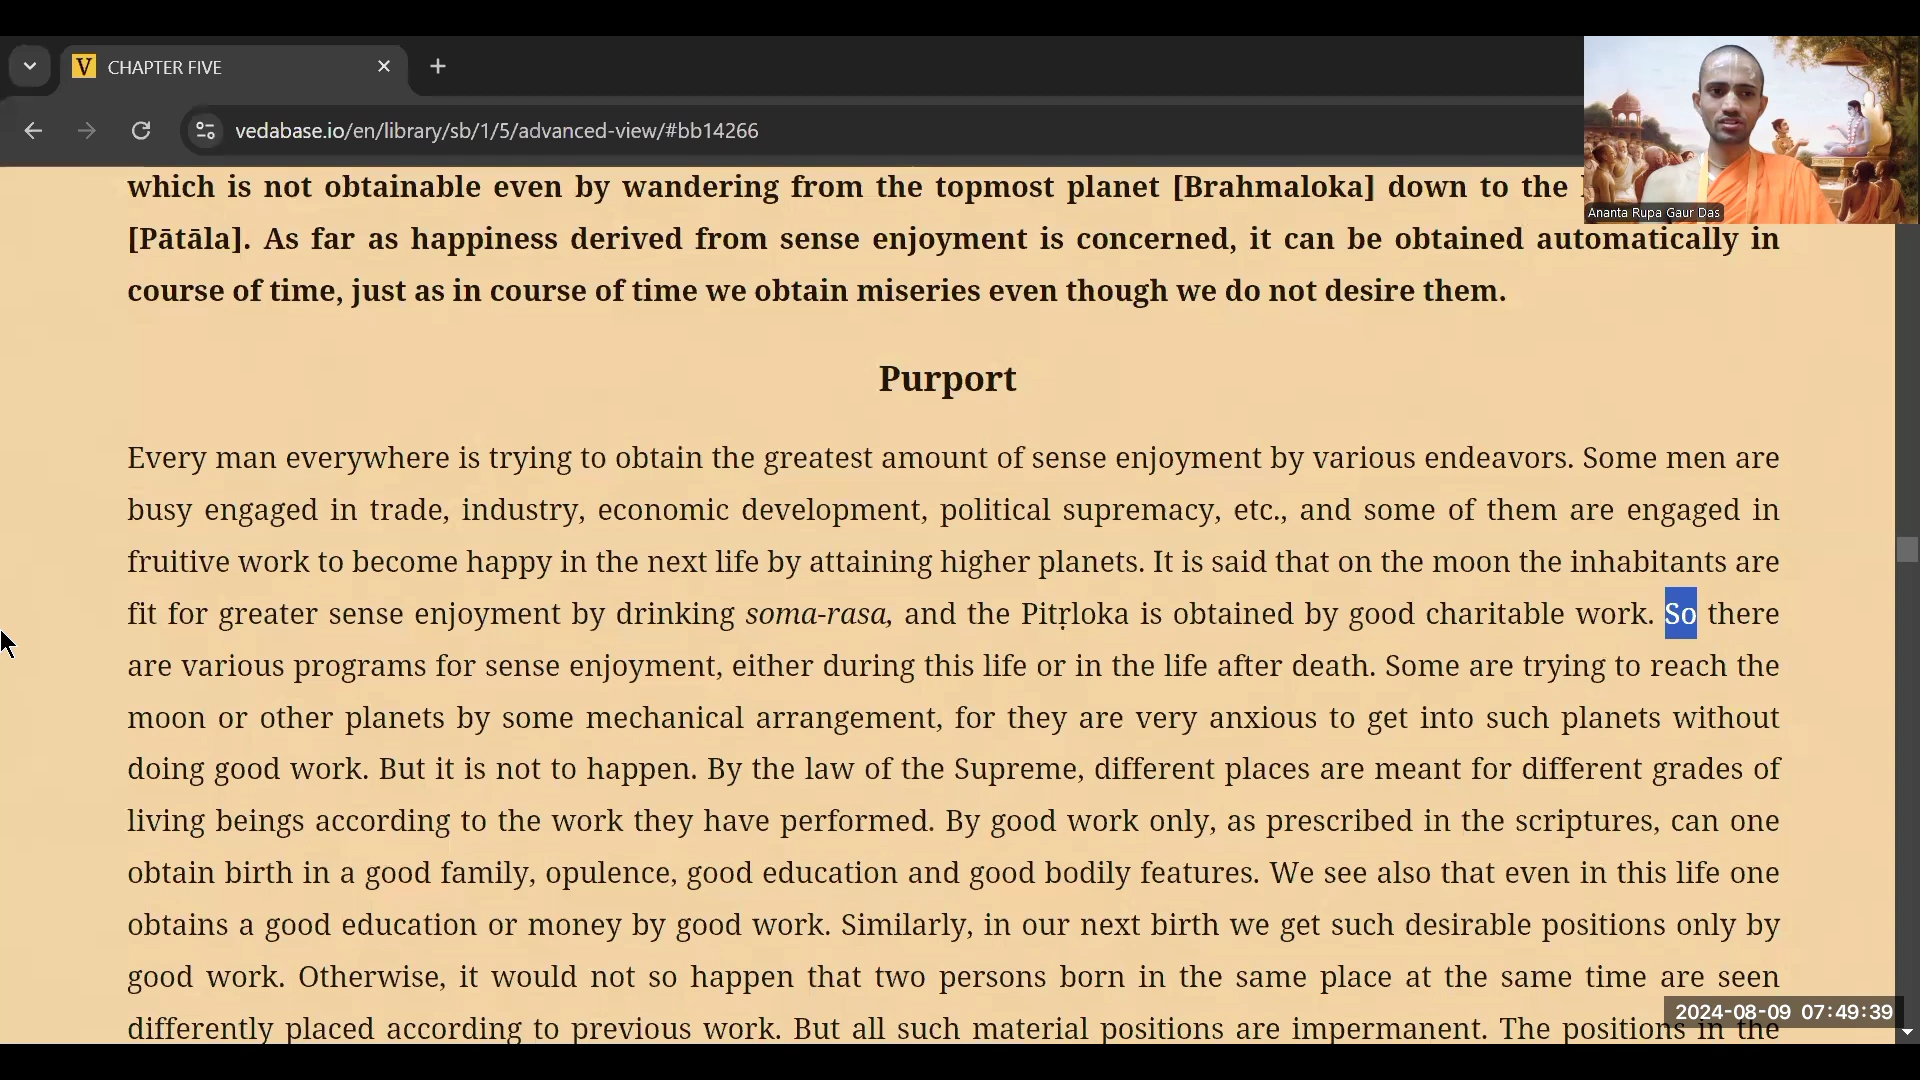 CHAPTER FIVE
vedabase.io/en/library/sb/1/5/advanced-view/#bb14266
Ananta Rupa Gaur Das
which is not obtainable even by wandering from the topmost planet [Brahmaloka] down to the
[Pātāla]. As far as happiness derived from sense enjoyment is concerned, it can be obtained automatically in
course of time, just as in course of time we obtain miseries even though we do not desire them.
Purport
Every man everywhere is trying to obtain the greatest amount of sense enjoyment by various endeavors. Some men are
busy engaged in trade, industry, economic development, political supremacy, etc., and some of them are engaged in
fruitive work to become happy in the next life by attaining higher planets. It is said that on the moon the inhabitants are
fit for greater sense enjoyment by drinking soma-rasa, and the Pitṛloka is obtained by good charitable work. So there
are various programs for sense enjoyment, either during this life or in the life after death. Some are trying to reach the
moon or other planets by some mechanical arrangement, for they are very anxious to get into such planets without
doing good work. But it is not to happen. By the law of the Supreme, different places are meant for different grades of
living beings according to the work they have performed. By good work only, as prescribed in the scriptures, can one
obtain birth in a good family, opulence, good education and good bodily features. We see also that even in this life one
obtains a good education or money by good work. Similarly, in our next birth we get such desirable positions only by
good work. Otherwise, it would not so happen that two persons born in the same place at the same time are seen
differently placed according to previous work. But all such material positions are impermanent. The positions in the
2024-08-09 07:49:39